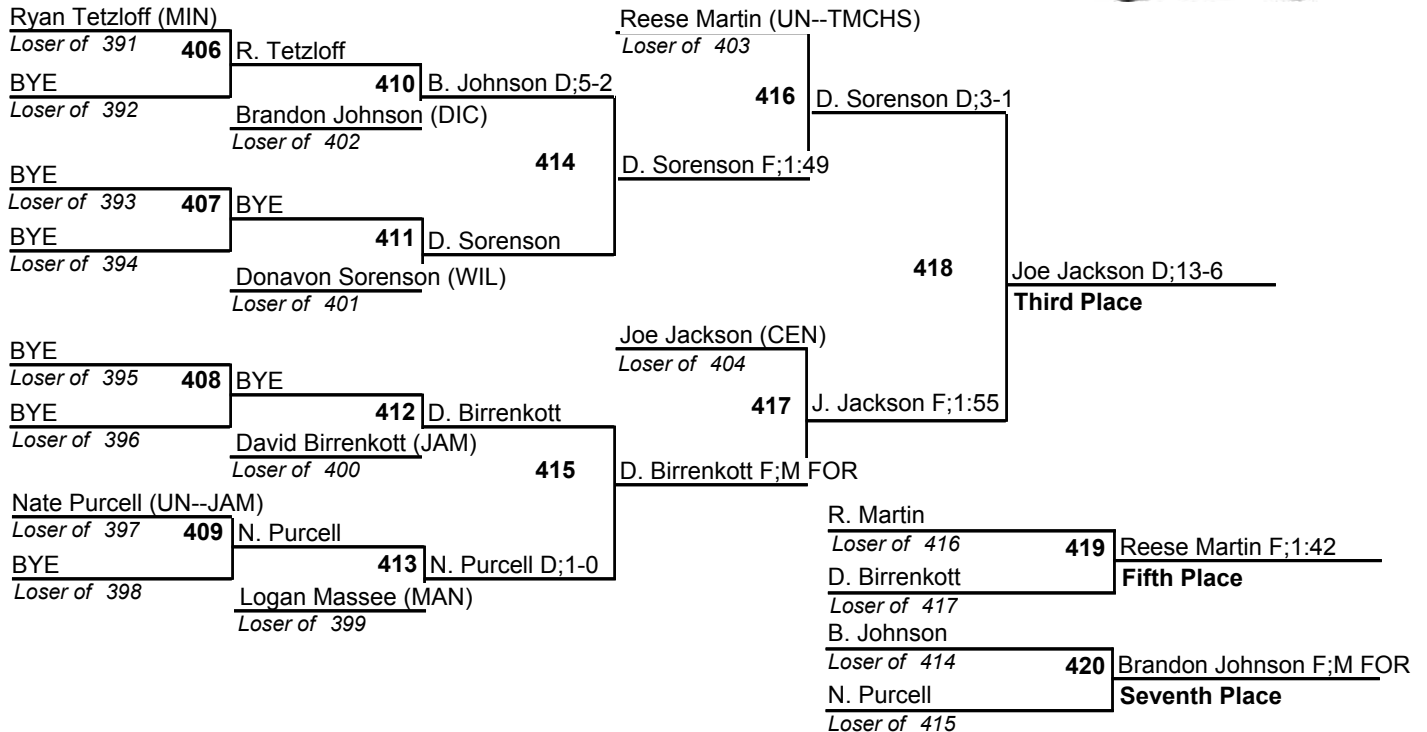 Ryan Tetzloff (MIN)
Loser of 391
406
R. Tetzloff
BYE
Loser of 392
410
B. Johnson D;5-2
Brandon Johnson (DIC)
Loser of 402
BYE
Loser of 393
407
BYE
BYE
Loser of 394
411
D. Sorenson
Donavon Sorenson (WIL)
Loser of 401
414
D. Sorenson F;1:49
Reese Martin (UN--TMCHS)
Loser of 403
416
D. Sorenson D;3-1
418
Joe Jackson D;13-6
Third Place
BYE
Loser of 395
408
BYE
BYE
Loser of 396
412
D. Birrenkott
David Birrenkott (JAM)
Loser of 400
Nate Purcell (UN--JAM)
Loser of 397
409
N. Purcell
BYE
Loser of 398
413
N. Purcell D;1-0
Logan Massee (MAN)
Loser of 399
415
D. Birrenkott F;M FOR
Joe Jackson (CEN)
Loser of 404
417
J. Jackson F;1:55
R. Martin
Loser of 416
419
Reese Martin F;1:42
Fifth Place
D. Birrenkott
Loser of 417
B. Johnson
Loser of 414
420
Brandon Johnson F;M FOR
Seventh Place
N. Purcell
Loser of 415